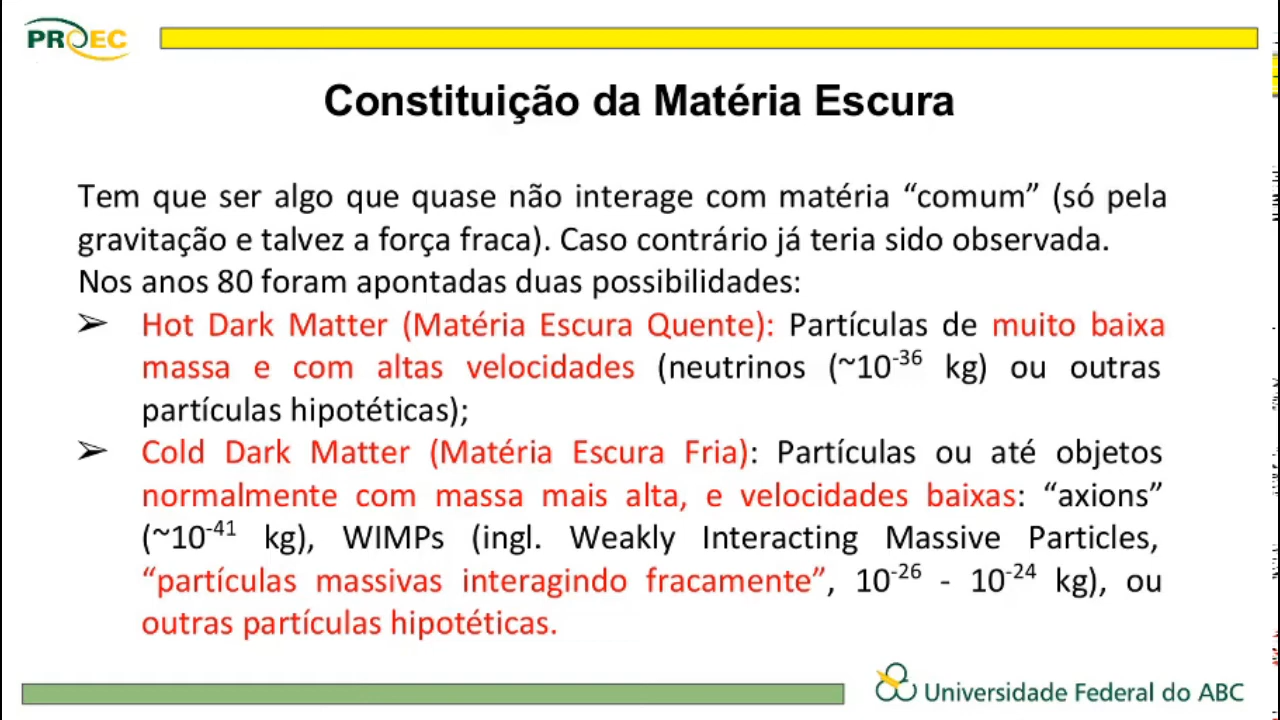 PROEC
Constituição da Matéria Escura
Tem que ser algo que quase não interage com matéria “comum” (só pela
gravitação e talvez a força fraca). Caso contrário já teria sido observada.
Nos anos 80 foram apontadas duas possibilidades:
➢ Hot Dark Matter (Matéria Escura Quente): Partículas de muito baixa
massa e com altas velocidades (neutrinos (~10⁻³⁶ kg) ou outras
partículas hipotéticas);
➢ Cold Dark Matter (Matéria Escura Fria): Partículas ou até objetos
normalmente com massa mais alta, e velocidades baixas: “axions”
(~10⁻⁴¹ kg), WIMPs (ingl. Weakly Interacting Massive Particles,
“partículas massivas interagindo fracamente”, 10⁻²⁶ - 10⁻²⁴ kg), ou
outras partículas hipotéticas.
Universidade Federal do ABC